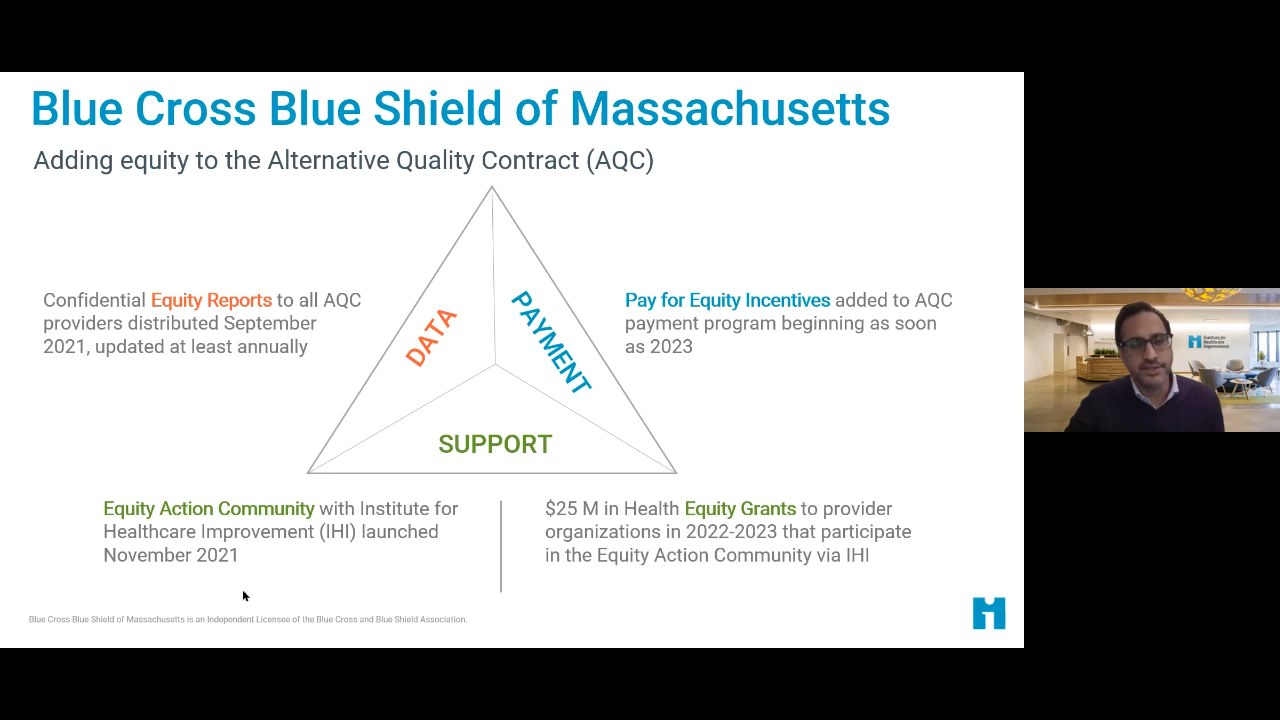 Blue Cross Blue Shield of Massachusetts
Adding equity to the Alternative Quality Contract (AQC)
Confidential Equity Reports to all AQC
providers distributed September
2021, updated at least annually
DATA
PAYMENT
Pay for Equity Incentives added to AQC
payment program beginning as soon
as 2023
SUPPORT
Equity Action Community with Institute for
Healthcare Improvement (IHI) launched
November 2021
$25 M in Health Equity Grants to provider
organizations in 2022-2023 that participate
in the Equity Action Community via IHI
Blue Cross Blue Shield of Massachusetts is an Independent Licensee of the Blue Cross and Blue Shield Association.
Institute for
Healthcare
Improvement